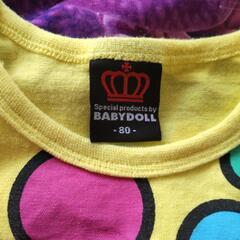 Special products by
BABYDOLL
- 80 -